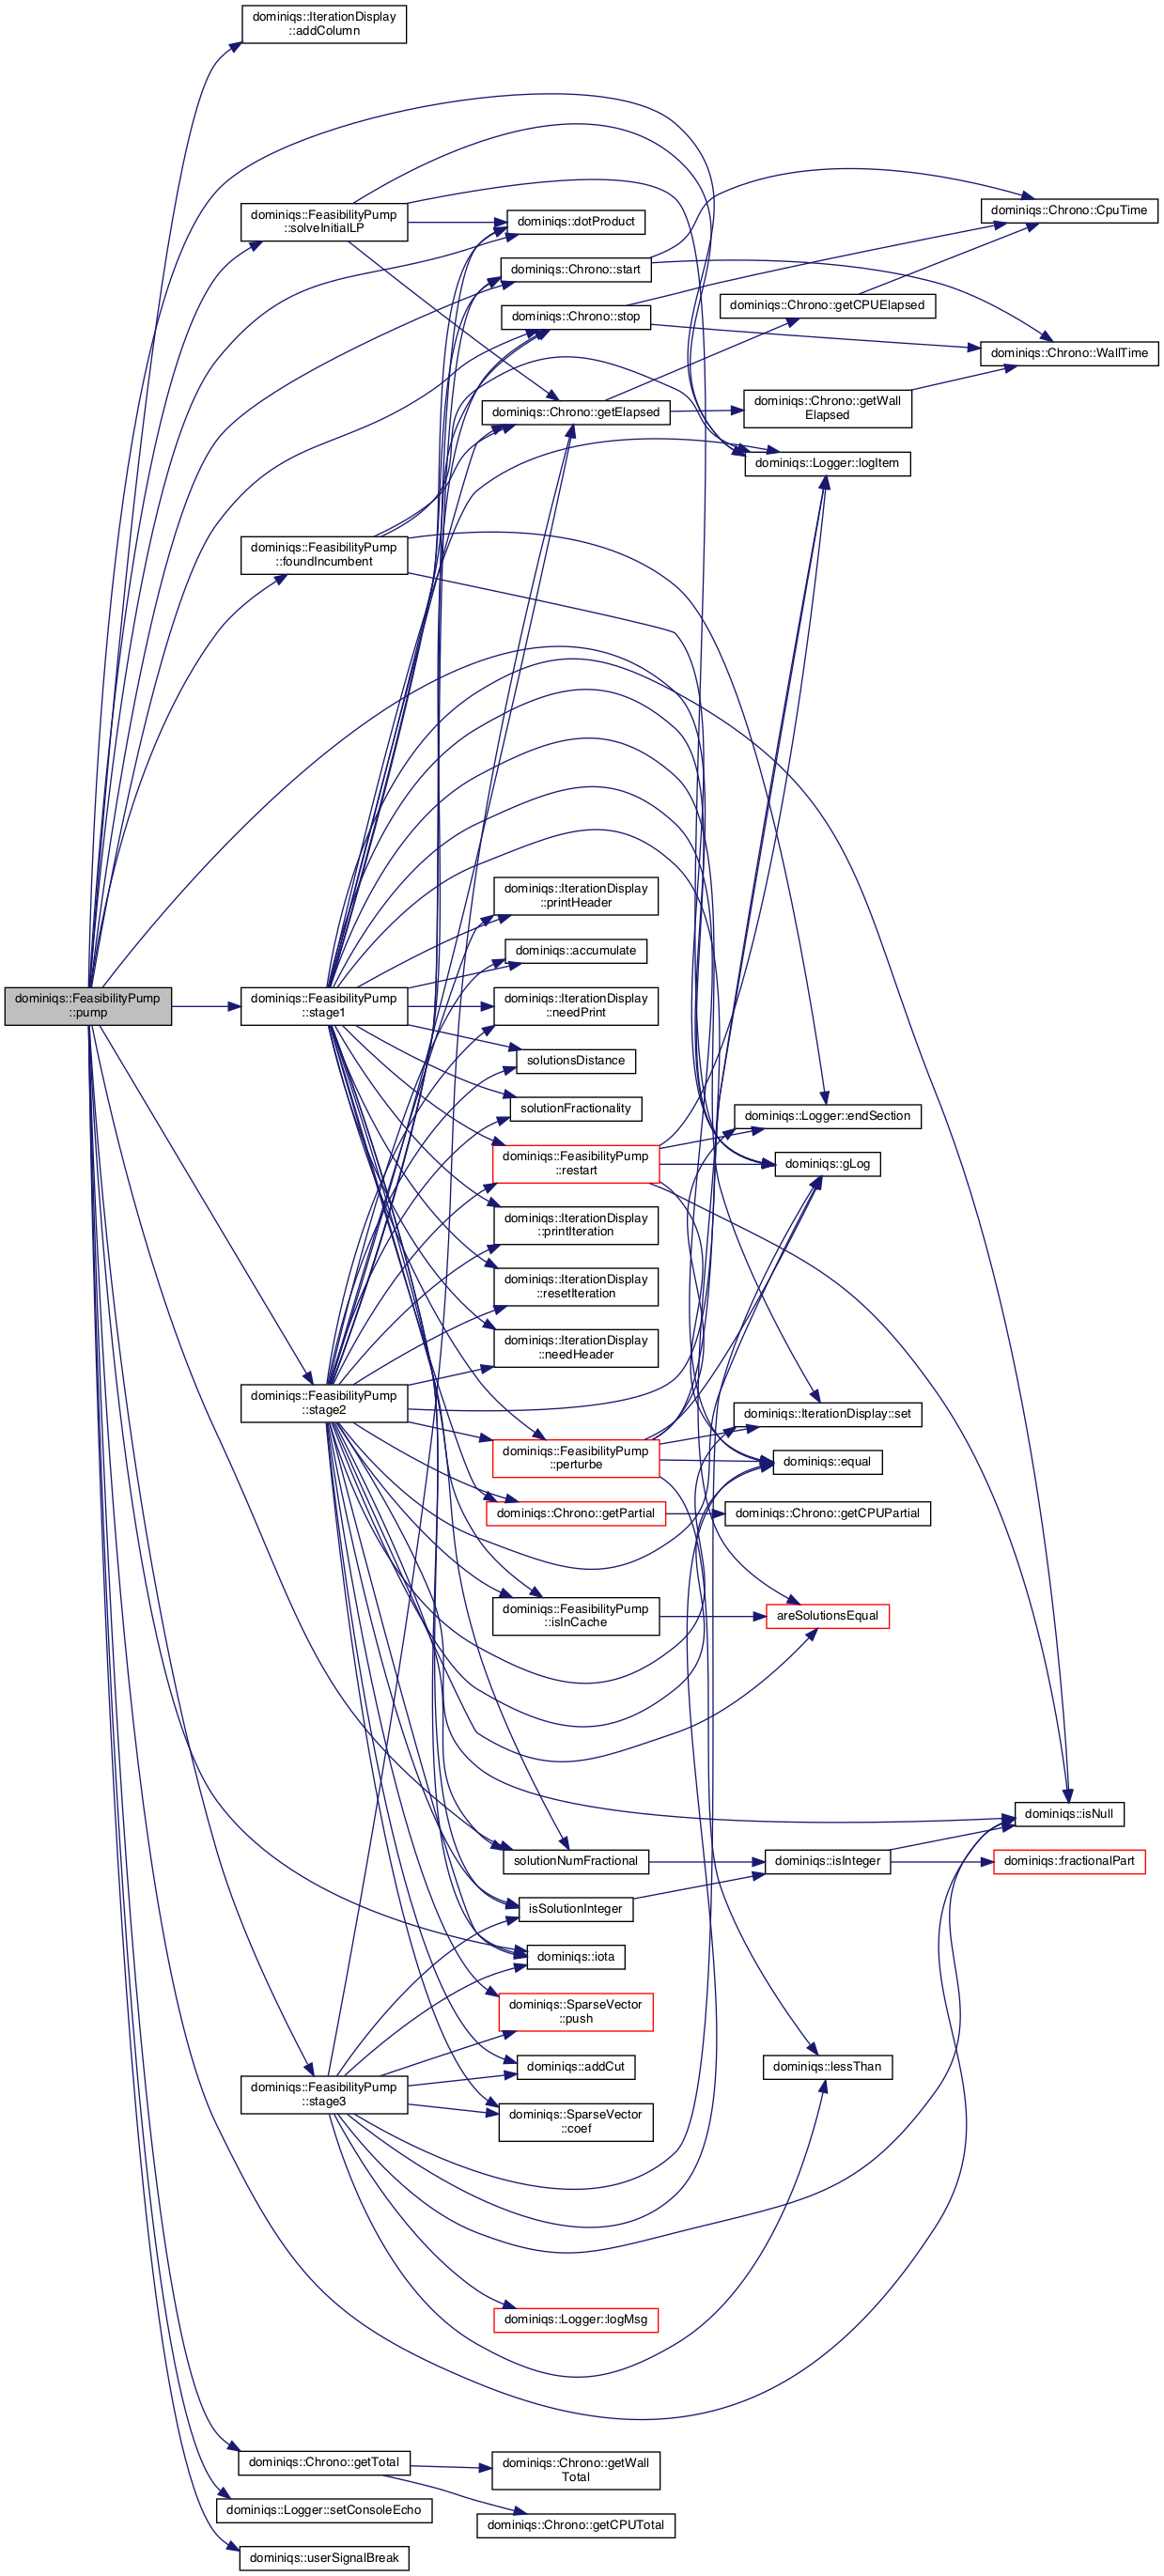 dominiqs::IterationDisplay
::addColumn
dominiqs::FeasibilityPump
::solveInitialLP
dominiqs::dotProduct
dominiqs::Chrono::CpuTime
dominiqs::Chrono::start
dominiqs::Chrono::getCPUElapsed
dominiqs::Chrono::stop
dominiqs::Chrono::WallTime
dominiqs::Chrono::getElapsed
dominiqs::Chrono::getWall
Elapsed
dominiqs::Logger::logItem
dominiqs::FeasibilityPump
::foundIncumbent
dominiqs::IterationDisplay
::printHeader
dominiqs::accumulate
dominiqs::FeasibilityPump
::pump
dominiqs::FeasibilityPump
::stage1
dominiqs::IterationDisplay
::needPrint
solutionsDistance
solutionFractionality
dominiqs::Logger::endSection
dominiqs::FeasibilityPump
::restart
dominiqs::gLog
dominiqs::IterationDisplay
::printIteration
dominiqs::IterationDisplay
::resetIteration
dominiqs::IterationDisplay
::needHeader
dominiqs::FeasibilityPump
::stage2
dominiqs::IterationDisplay::set
dominiqs::FeasibilityPump
::perturbe
dominiqs::equal
dominiqs::Chrono::getPartial
dominiqs::Chrono::getCPUPartial
dominiqs::FeasibilityPump
::isInCache
areSolutionsEqual
dominiqs::isNull
solutionNumFractional
dominiqs::isInteger
dominiqs::fractionalPart
isSolutionInteger
dominiqs::iota
dominiqs::SparseVector
::push
dominiqs::addCut
dominiqs::lessThan
dominiqs::FeasibilityPump
::stage3
dominiqs::SparseVector
::coef
dominiqs::Logger::logMsg
dominiqs::Chrono::getTotal
dominiqs::Chrono::getWall
Total
dominiqs::Logger::setConsoleEcho
dominiqs::Chrono::getCPUTotal
dominiqs::userSignalBreak